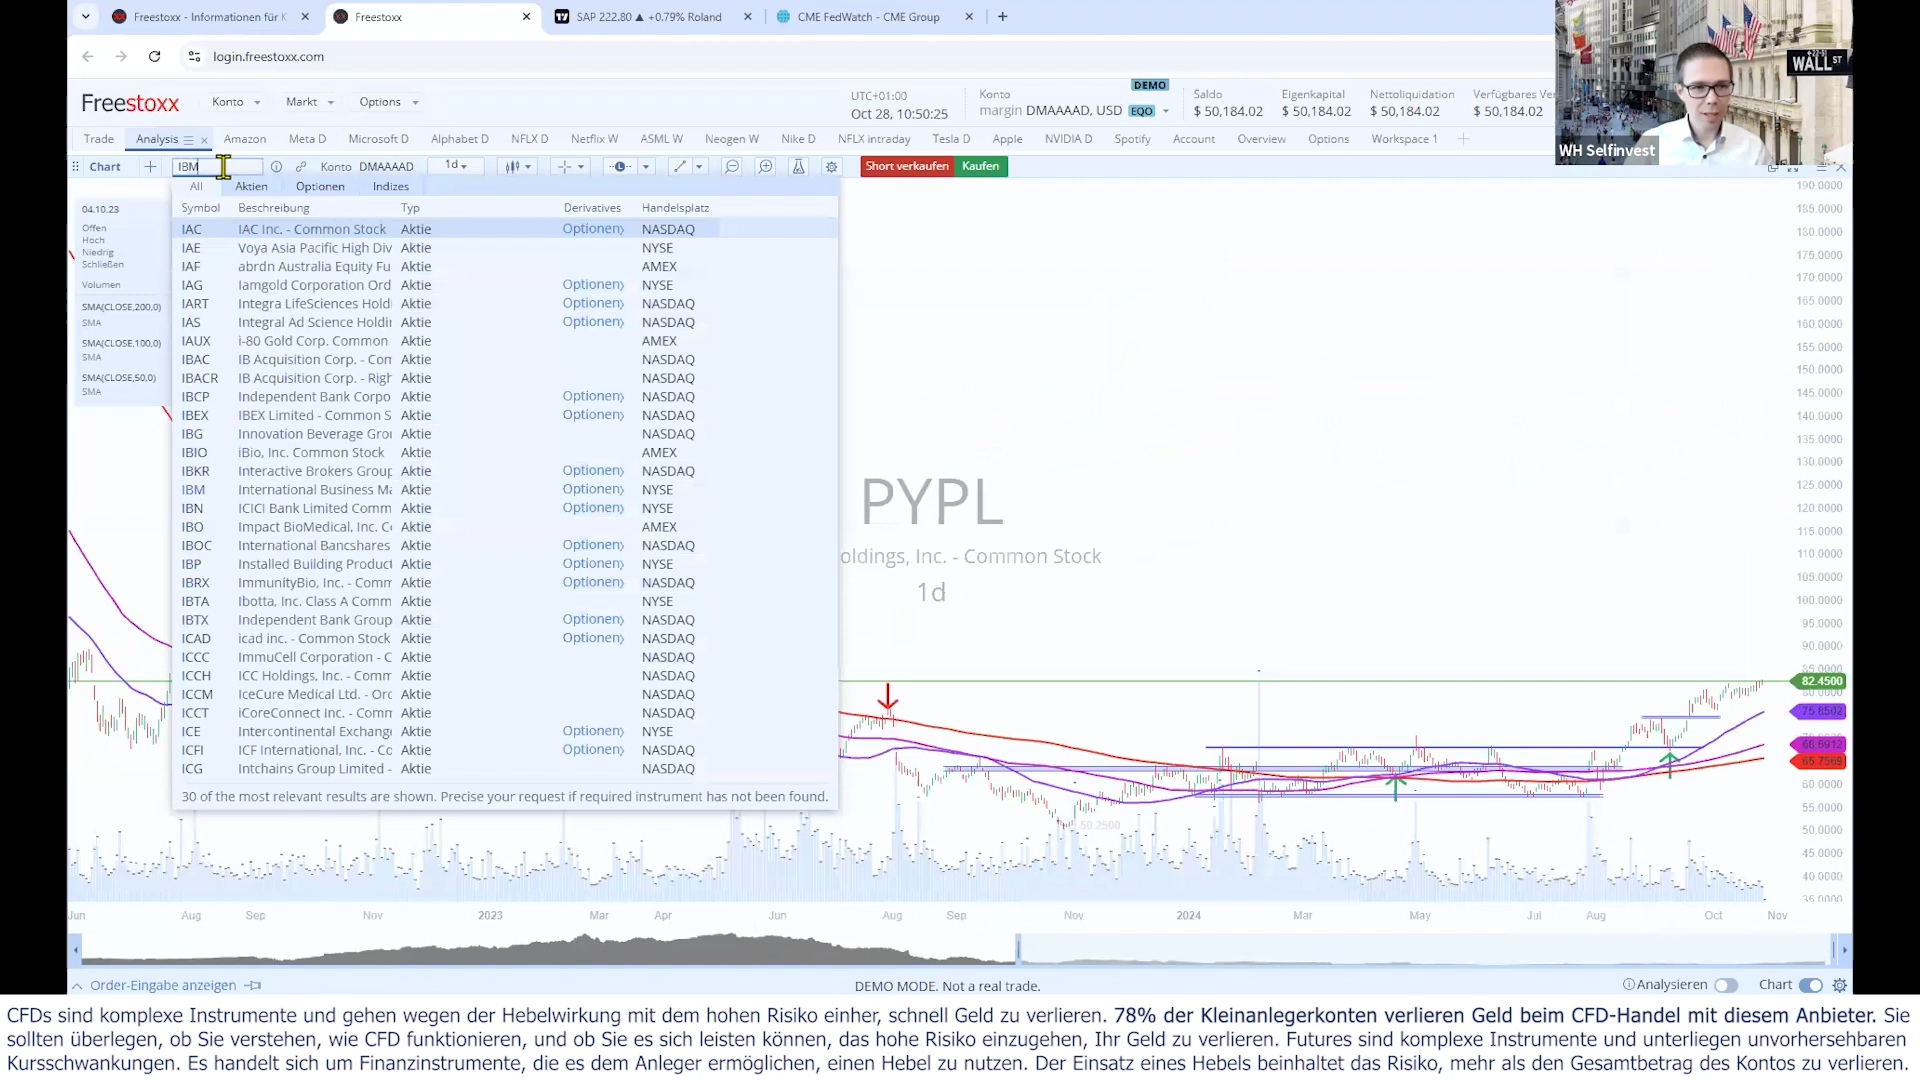 Freestoxx - Informationen für K
Freestoxx
SAP 222.80 ▲ +0.79% Roland
CME FedWatch - CME Group
login.freestoxx.com
WALL ST
WH Selfinvest
Freestoxx
Konto
Markt
Options
UTC+01:00
Oct 28, 10:50:25
DEMO
Konto
margin DMAAAAD, USD EQO
Saldo
$ 50,184.02
Eigenkapital
$ 50,184.02
Nettoliquidation
$ 50,184.02
Verfügbares Ver
$ 50,184.02
Trade
Analysis
Amazon
Meta D
Microsoft D
Alphabet D
NFLX D
Netflix W
ASML W
Neogen W
Nike D
NFLX intraday
Tesla D
Apple
NVIDIA D
Spotify
Account
Overview
Options
Workspace 1
Chart
IBM
Konto DMAAAAD
1d
Short verkaufen
Kaufen
All
Aktien
Optionen
Indizes
Symbol Beschreibung Typ Derivatives Handelsplatz
IAC IAC Inc. - Common Stock Aktie Optionen NASDAQ
IAE Voya Asia Pacific High Div Aktie NYSE
IAF abrdn Australia Equity Fu Aktie AMEX
IAG Iamgold Corporation Ord Aktie Optionen NYSE
IART Integra LifeSciences Holdi Aktie Optionen NASDAQ
IAS Integral Ad Science Holdin Aktie Optionen NASDAQ
IAUX i-80 Gold Corp. Common Aktie AMEX
IBAC IB Acquisition Corp. - Com Aktie NASDAQ
IBACR IB Acquisition Corp. - Righ Aktie NASDAQ
IBCP Independent Bank Corpo Aktie Optionen NASDAQ
IBEX IBEX Limited - Common S Aktie Optionen NASDAQ
IBG Innovation Beverage Grou Aktie NASDAQ
IBIO iBio, Inc. Common Stock Aktie AMEX
IBKR Interactive Brokers Group Aktie Optionen NASDAQ
IBM International Business Ma Aktie Optionen NYSE
IBN ICICI Bank Limited Comm Aktie Optionen NYSE
IBO Impact BioMedical, Inc. Co Aktie AMEX
IBOC International Bancshares Aktie Optionen NASDAQ
IBP Installed Building Product Aktie Optionen NYSE
IBRX ImmunityBio, Inc. - Comm Aktie Optionen NASDAQ
IBTA Ibotta, Inc. Class A Comm Aktie NYSE
IBTX Independent Bank Group Aktie Optionen NASDAQ
ICAD icad inc. - Common Stock Aktie Optionen NASDAQ
ICCC ImmuCell Corporation - C Aktie NASDAQ
ICCH ICC Holdings, Inc. - Comm Aktie NASDAQ
ICCM IceCure Medical Ltd. - Orc Aktie NASDAQ
ICCT iCoreConnect inc. - Comm Aktie NASDAQ
ICE Intercontinental Exchange Aktie Optionen NYSE
ICFI ICF International, Inc. - Co Aktie Optionen NASDAQ
ICG Intchains Group Limited - Aktie NASDAQ
30 of the most relevant results are shown. Precise your request if required instrument has not been found.
04.10.23
Offen
Hoch
Niedrig
Schließen
Volumen
SMA(CLOSE,200,0)
SMA
SMA(CLOSE,100,0)
SMA
SMA(CLOSE,50,0)
SMA
PYPL
oldings, Inc. - Common Stock
1d
50.2500
190.0000
185.0000
180.0000
175.0000
170.0000
165.0000
160.0000
155.0000
150.0000
145.0000
140.0000
135.0000
130.0000
125.0000
120.0000
115.0000
110.0000
105.0000
100.0000
95.0000
90.0000
85.0000
82.4500
80.0000
60.0000
55.0000
50.0000
45.0000
40.0000
35.0000
Jun Aug Sep Nov 2023 Mar Apr Jun Aug Sep Nov 2024 Mar May Jul Aug Oct Nov
Order-Eingabe anzeigen
DEMO MODE. Not a real trade.
Analysieren
Chart
CFDs sind komplexe Instrumente und gehen wegen der Hebelwirkung mit dem hohen Risiko einher, schnell Geld zu verlieren. 78% der Kleinanlegerkonten verlieren Geld beim CFD-Handel mit diesem Anbieter. Sie
sollten überlegen, ob Sie verstehen, wie CFD funktionieren, und ob Sie es sich leisten können, das hohe Risiko einzugehen, Ihr Geld zu verlieren. Futures sind komplexe Instrumente und unterliegen unvorhersehbaren
Kursschwankungen. Es handelt sich um Finanzinstrumente, die es dem Anleger ermöglichen, einen Hebel zu nutzen. Der Einsatz eines Hebels beinhaltet das Risiko, mehr als den Gesamtbetrag des Kontos zu verlieren.